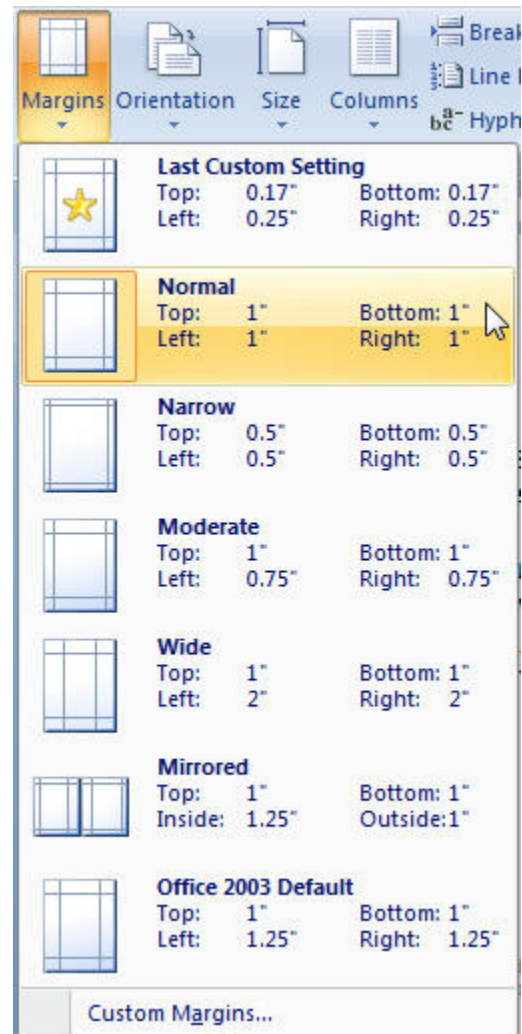 Margins Orientation Size Columns
Break
Line
Hyph
Last Custom Setting
Top: 0.17" Bottom: 0.17"
Left: 0.25" Right: 0.25"
Normal
Top: 1" Bottom: 1"
Left: 1" Right: 1"
Narrow
Top: 0.5" Bottom: 0.5"
Left: 0.5" Right: 0.5"
Moderate
Top: 1" Bottom: 1"
Left: 0.75" Right: 0.75"
Wide
Top: 1" Bottom: 1"
Left: 2" Right: 2"
Mirrored
Top: 1" Bottom: 1"
Inside: 1.25" Outside:1"
Office 2003 Default
Top: 1" Bottom: 1"
Left: 1.25" Right: 1.25"
Custom Margins...